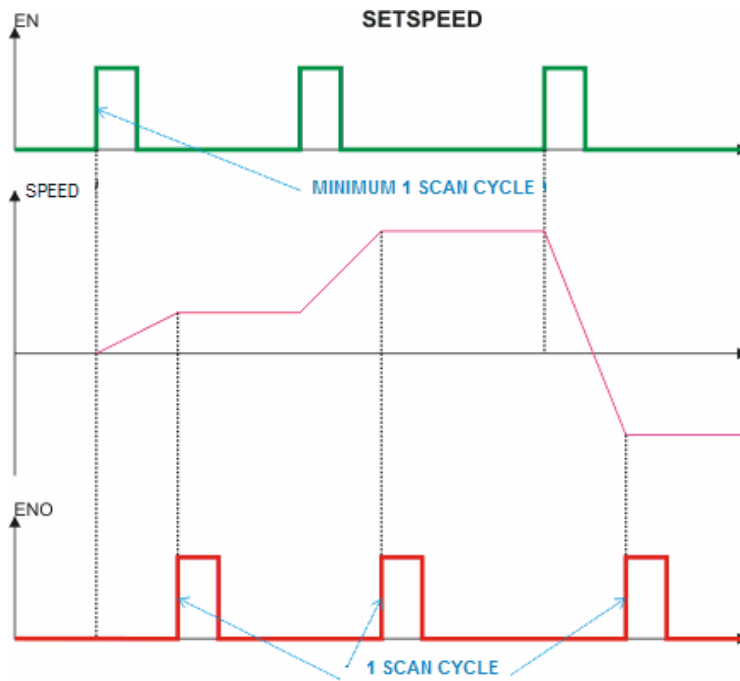 EN
SETSPEED
MINIMUM 1 SCAN CYCLE !
SPEED
ENO
1 SCAN CYCLE